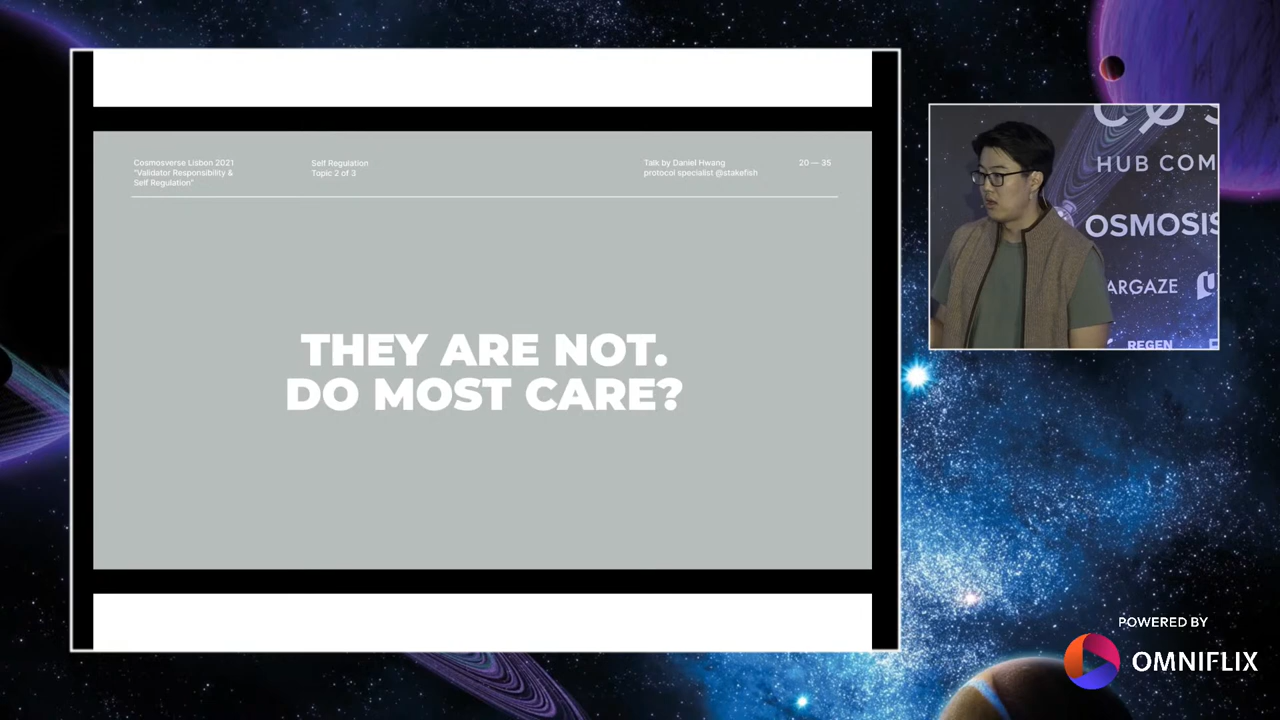 Cosmosverse Lisbon 2021
"Validator Responsibility &
Self Regulation"
Self Regulation
Topic 2 of 3
Talk by Daniel Hwang
protocol specialist @stakefish
20 — 35
THEY ARE NOT.
DO MOST CARE?
HUB COM
OSMOSIS
ARGAZE
REGEN
POWERED BY
OMNIFLIX